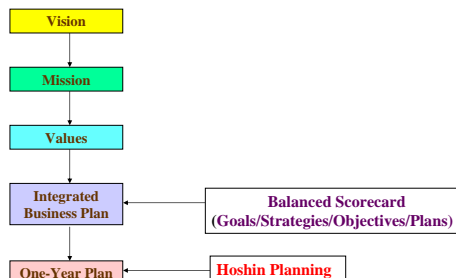 Vision
Mission
Values
Integrated
Business Plan
Balanced Scorecard
(Goals/Strategies/Objectives/Plans)
One-Year Plan
Hoshin Planning